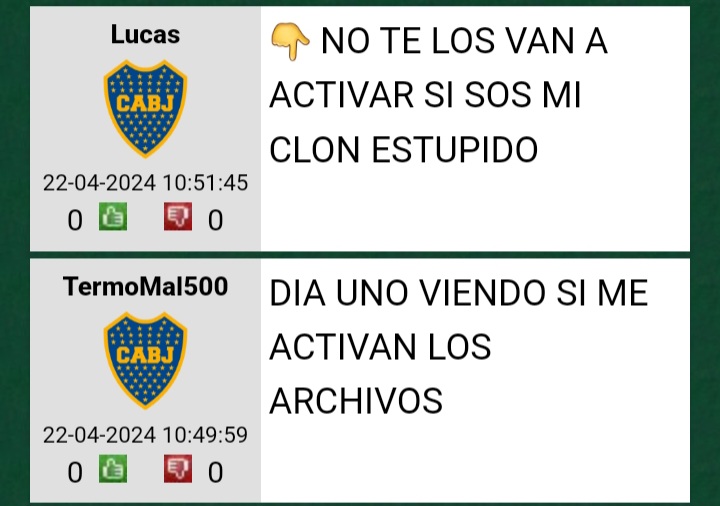 Lucas
CABJ
22-04-2024 10:51:45
0 0
👇 NO TE LOS VAN A
ACTIVAR SI SOS MI
CLON ESTUPIDO
TermoMal500
CABJ
22-04-2024 10:49:59
0 0
DIA UNO VIENDO SI ME
ACTIVAN LOS
ARCHIVOS